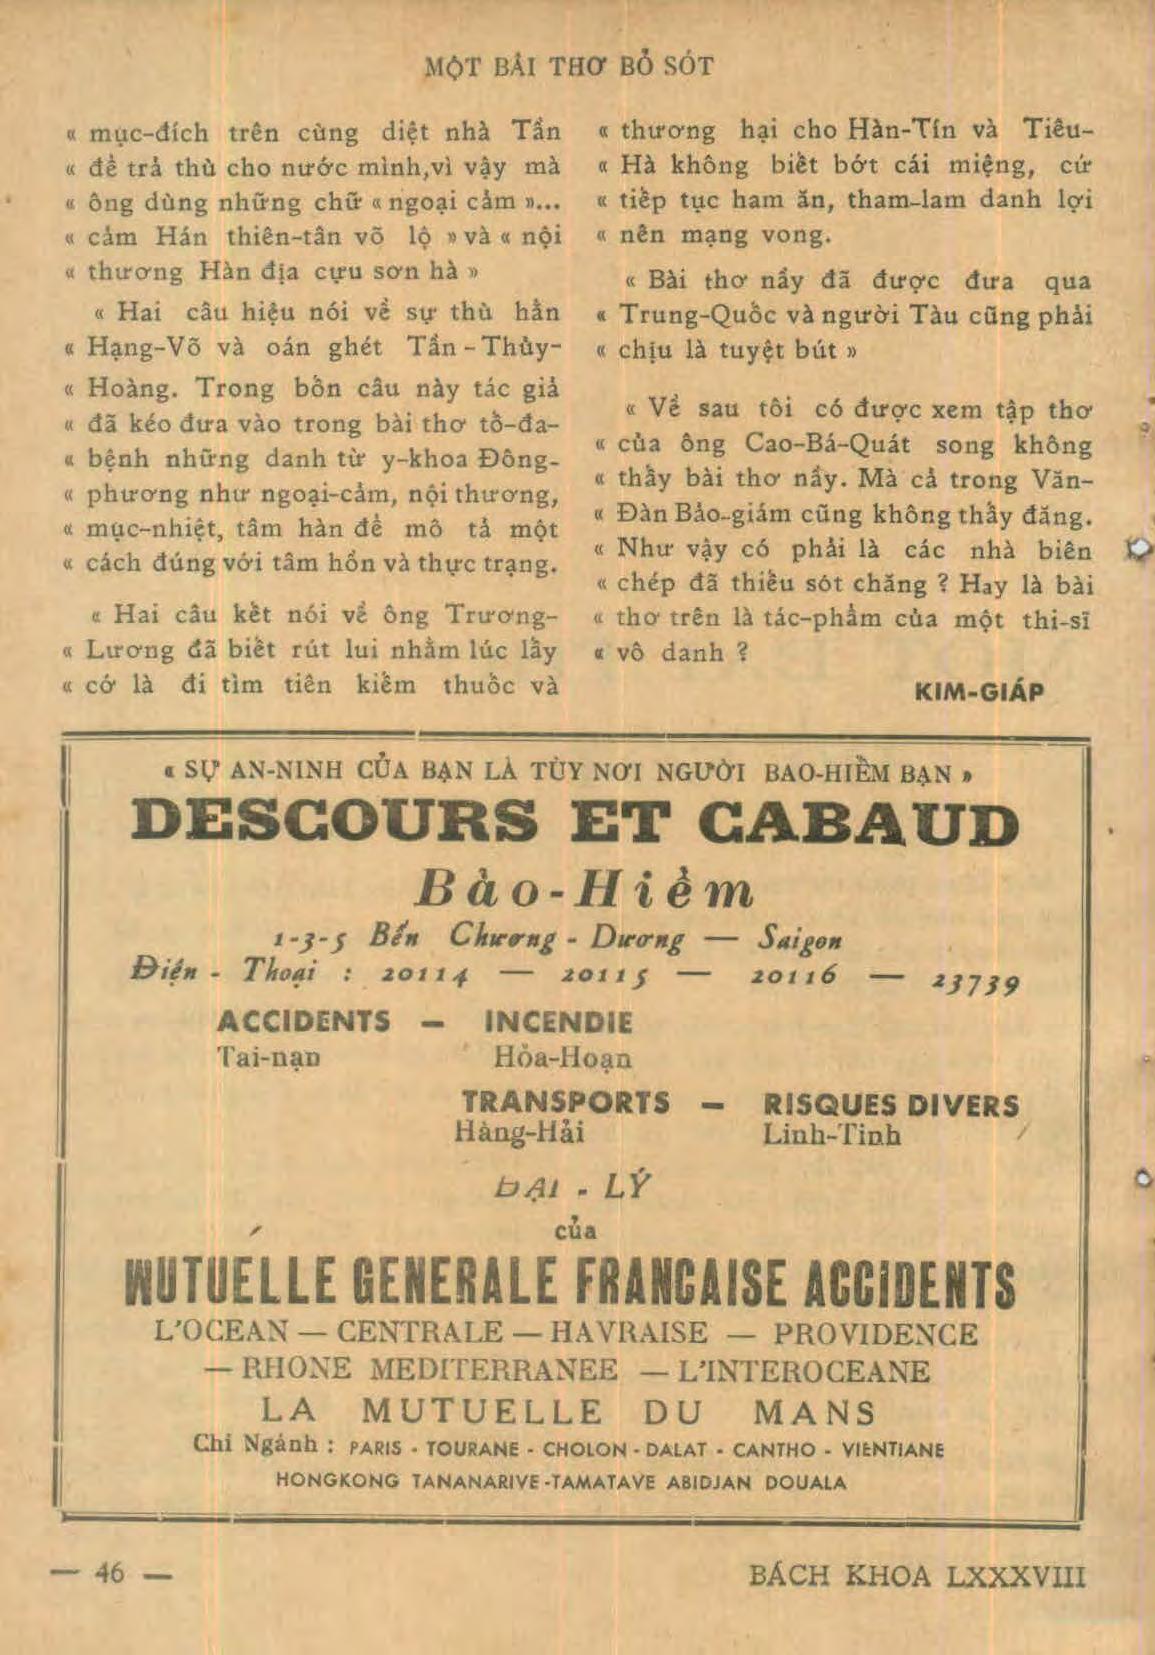 MỘT BÀI THƠ BỎ SÓT
« mục-đích trên cùng diệt nhà Tần
« để trả thù cho nước mình,vì vậy mà
« ông dùng những chữ « ngoại cảm »...
« cảm Hán thiên-tân võ lộ » và « nội
« thương Hàn địa cựu sơn hà »
« Hai câu hiệu nói về sự thù hằn
« Hạng-Võ và oán ghét Tần-Thủy-
« Hoàng. Trong bốn câu này tác giả
« đã kéo đưa vào trong bài thơ tố-đa-
« bệnh những danh từ y-khoa Đông-
« phương như ngoại-cảm, nội thương,
« mục-nhiệt, tâm hàn để mô tả một
« cách đúng với tâm hồn và thực trạng.
« Hai câu kết nói về ông Trương-
« Lương đã biết rút lui nhằm lúc lấy
« cớ là đi tìm tiên kiếm thuốc và
« thương hại cho Hàn-Tín và Tiêu-
« Hà không biết bớt cái miệng, cứ
« tiếp tục ham ăn, tham-lam danh lợi
« nên mạng vong.
« Bài thơ nầy đã được đưa qua
« Trung-Quốc và người Tàu cũng phải
« chịu là tuyệt bút »
« Về sau tôi có được xem tập thơ
« của ông Cao-Bá-Quát song không
« thấy bài thơ nầy. Mà cả trong Văn-
« Đàn Bảo-giám cũng không thấy đăng.
« Như vậy có phải là các nhà biên
« chép đã thiếu sót chăng ? Hay là bài
« thơ trên là tác-phẩm của một thi-sĩ
« vô danh ?
KIM-GIÁP
« SỰ AN-NINH CỦA BẠN LÀ TÙY NƠI NGƯỜI BAO-HIỂM BẠN »
DESCOURS ET CABAUD
Bảo-Hiểm
1-3-5 Bến Chương-Dương — Saigon
Điện - Thoại : 20114 — 20115 — 20116 — 23739
ACCIDENTS — INCENDIE
Tai-nạn Hỏa-Hoạn
TRANSPORTS — RISQUES DIVERS
Hàng-Hải Linh-Tinh
ĐẠI - LÝ
của
MUTUELLE GENERALE FRANCAISE ACCIDENTS
L'OCEAN — CENTRALE — HAVRAISE — PROVIDENCE
— RHONE MEDITERRANEE — L'INTEROCEANE
LA MUTUELLE DU MANS
Chi Ngánh : PARIS - TOURANE - CHOLON - DALAT - CANTHO - VIENTIANE
HONGKONG TANANARIVE-TAMATAVE ABIDJAN DOUALA
— 46 —
BÁCH KHOA LXXXVIII